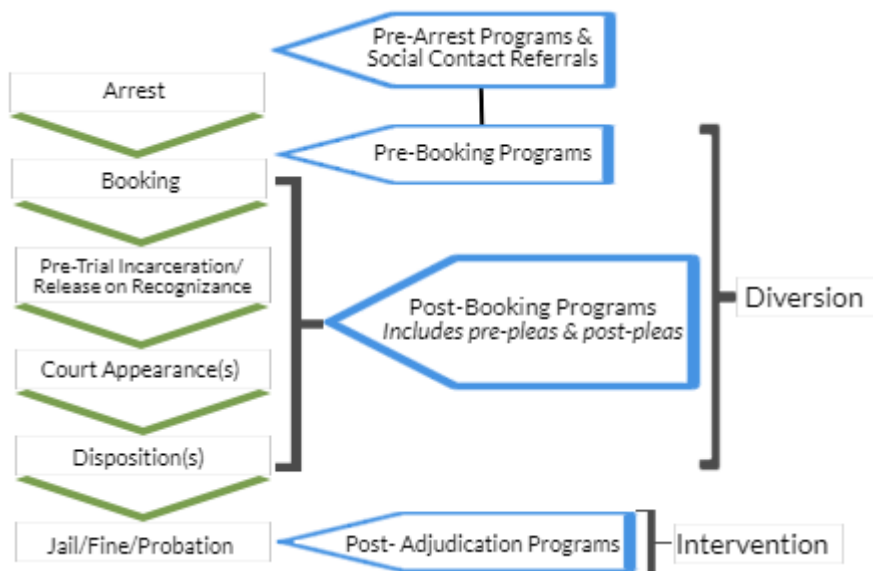 Pre-Arrest Programs &
Social Contact Referrals
Arrest
Pre-Booking Programs
Booking
Pre-Trial Incarceration/
Release on Recognizance
Post-Booking Programs
Includes pre-pleas & post-pleas
Diversion
Court Appearance(s)
Disposition(s)
Jail/Fine/Probation
Post- Adjudication Programs
Intervention